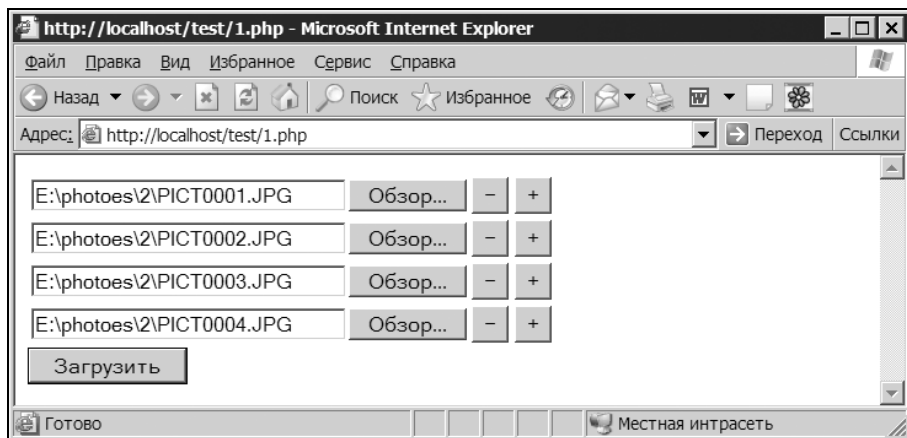 http://localhost/test/1.php - Microsoft Internet Explorer
Файл Правка Вид Избранное Сервис Справка
Назад Поиск Избранное W
Адрес: http://localhost/test/1.php Переход Ссылки
E:\photoes\2\PICT0001.JPG Обзор... - +
E:\photoes\2\PICT0002.JPG Обзор... - +
E:\photoes\2\PICT0003.JPG Обзор... - +
E:\photoes\2\PICT0004.JPG Обзор... - +
Загрузить
Готово Местная интрасеть